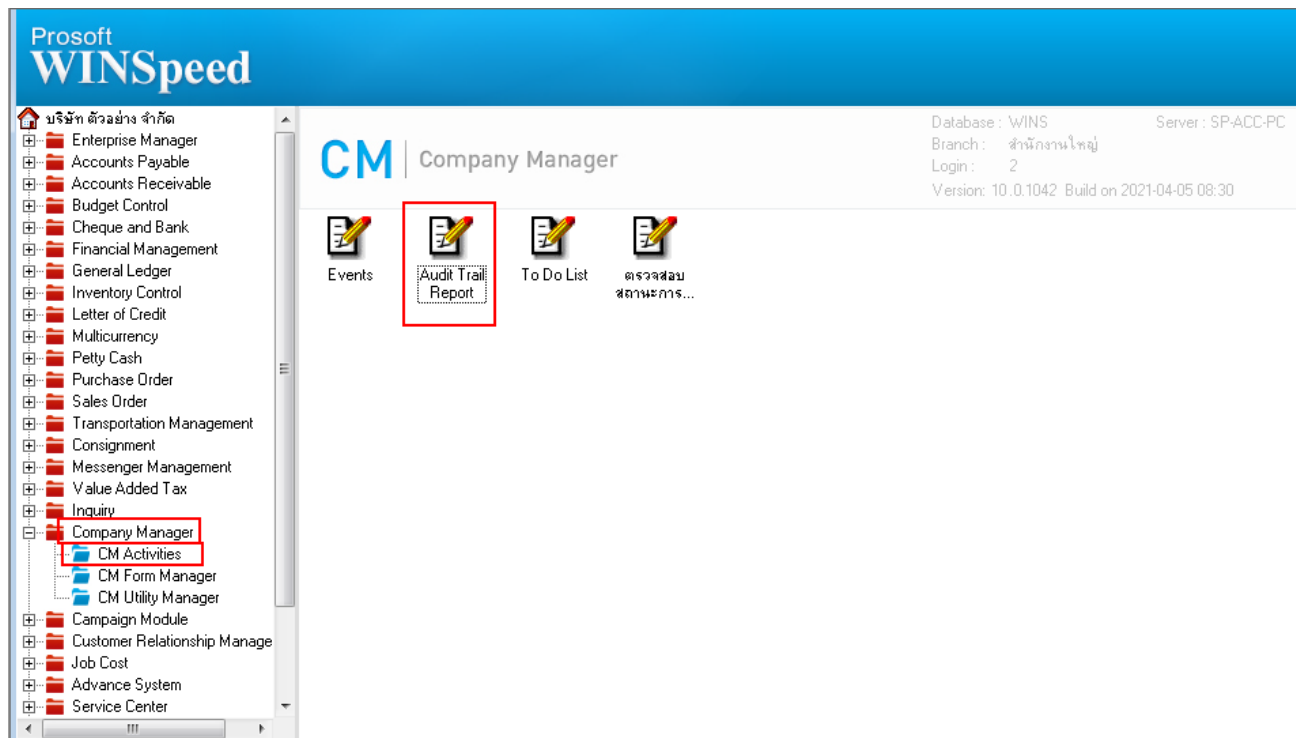 Prosoft
WINSpeed
บริษัท ตัวอย่าง จำกัด
Enterprise Manager
Accounts Payable
Accounts Receivable
Budget Control
Cheque and Bank
Financial Management
General Ledger
Inventory Control
Letter of Credit
Multicurrency
Petty Cash
Purchase Order
Sales Order
Transportation Management
Consignment
Messenger Management
Value Added Tax
Inquiry
Company Manager
CM Activities
CM Form Manager
CM Utility Manager
Campaign Module
Customer Relationship Manage
Job Cost
Advance System
Service Center
CM Company Manager
Database : WINS Server : SP-ACC-PC
Branch : สำนักงานใหญ่
Login : 2
Version: 10.0.1042 Build on 2021-04-05 08:30
Events
Audit Trail
Report
To Do List
ตรวจสอบ
สถานะการ...